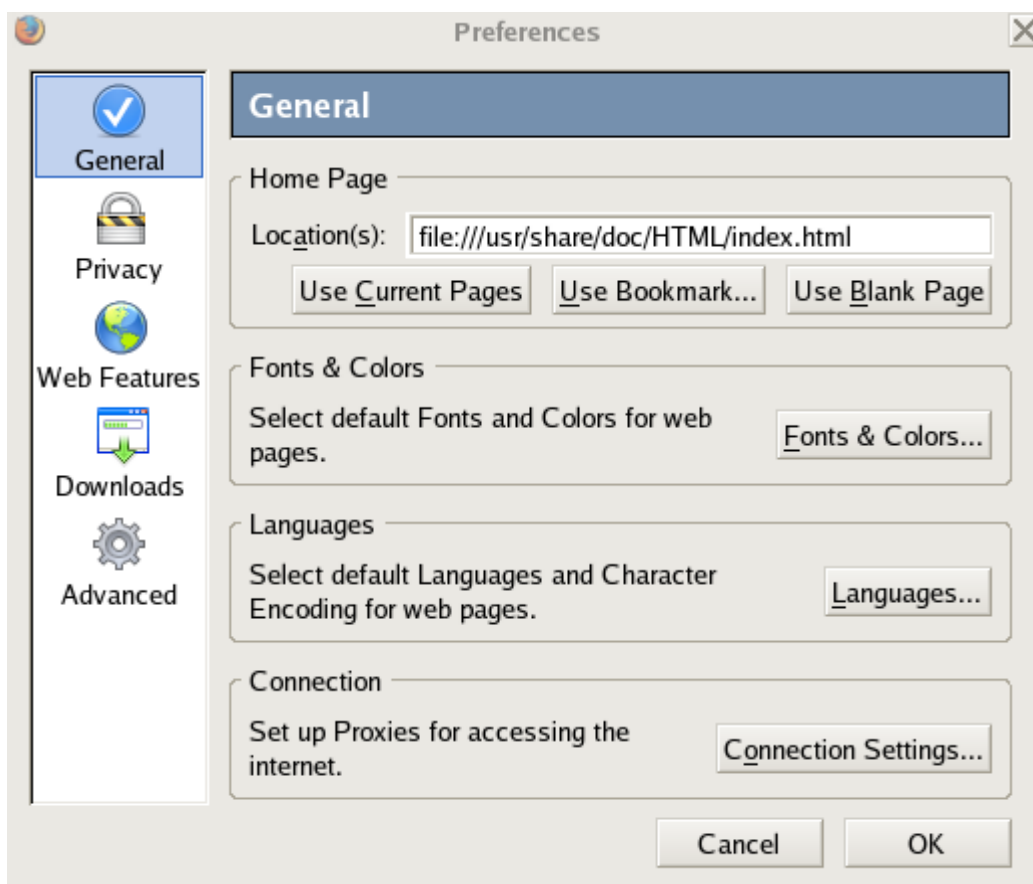 Preferences
General
General
Home Page
Location(s): file:///usr/share/doc/HTML/index.html
Use Current Pages Use Bookmark... Use Blank Page
Privacy
Web Features
Fonts & Colors
Select default Fonts and Colors for web
pages.
Fonts & Colors...
Downloads
Languages
Select default Languages and Character
Encoding for web pages.
Languages...
Advanced
Connection
Set up Proxies for accessing the
internet.
Connection Settings...
Cancel OK